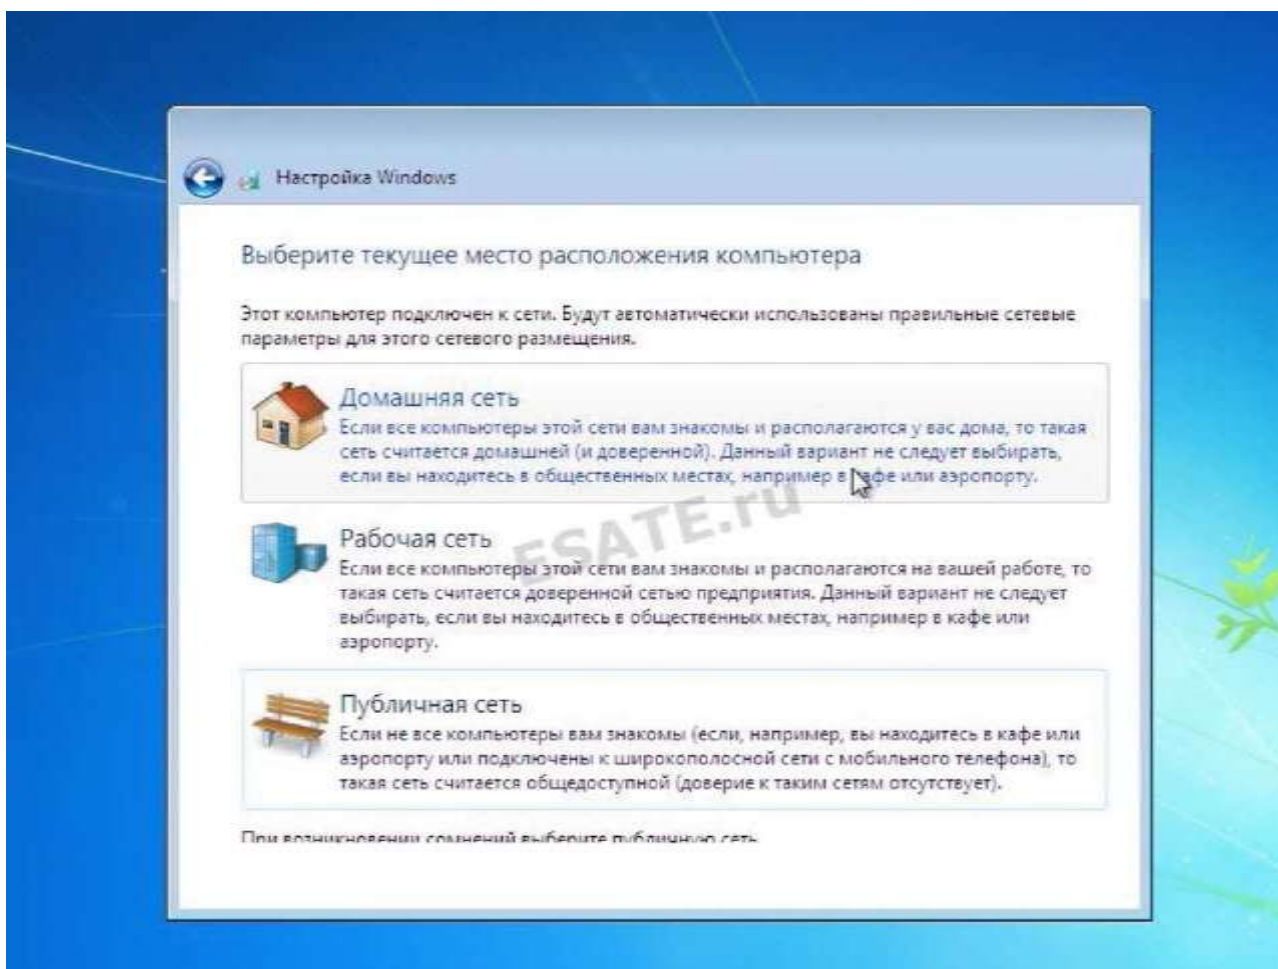 Настройка Windows
Выберите текущее место расположения компьютера
Этот компьютер подключен к сети. Будут автоматически использованы правильные сетевые
параметры для этого сетевого размещения.
Домашняя сеть
Если все компьютеры этой сети вам знакомы и располагаются у вас дома, то такая
сеть считается домашней (и доверенной). Данный вариант не следует выбирать,
если вы находитесь в общественных местах, например в кафе или аэропорту.
ESATE.ru
Рабочая сеть
Если все компьютеры этой сети вам знакомы и располагаются на вашей работе, то
такая сеть считается доверенной сетью предприятия. Данный вариант не следует
выбирать, если вы находитесь в общественных местах, например в кафе или
аэропорту.
Публичная сеть
Если не все компьютеры вам знакомы (если, например, вы находитесь в кафе или
аэропорту или подключены к широкополосной сети с мобильного телефона), то
такая сеть считается общедоступной (доверие к таким сетям отсутствует).
При возникновении сомнений выберите публичную сеть